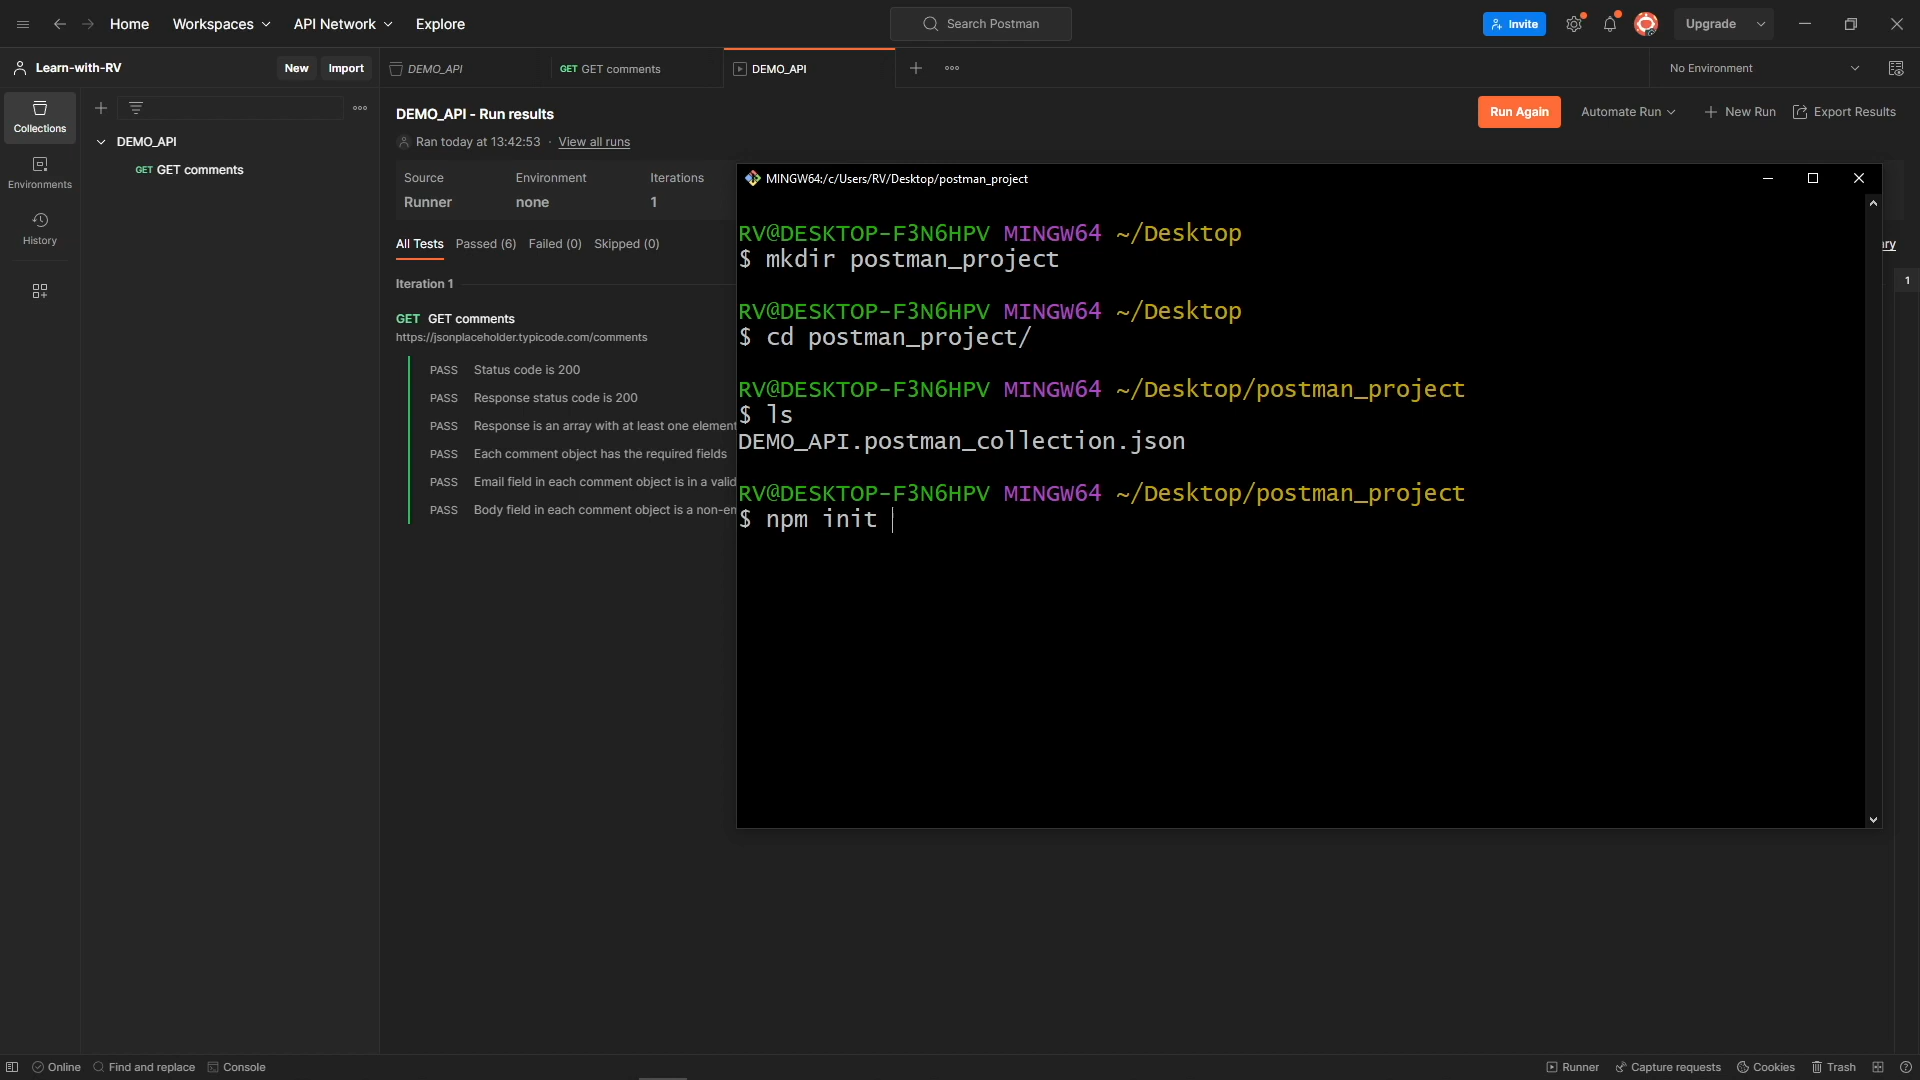 Home Workspaces API Network Explore Search Postman Invite Upgrade
Learn-with-RV New Import DEMO_API GET GET comments DEMO_API No Environment
Collections
Environments
History
DEMO_API
GET GET comments
DEMO_API - Run results Run Again Automate Run New Run Export Results
Ran today at 13:42:53 · View all runs
Source Environment Iterations
Runner none 1
All Tests Passed (6) Failed (0) Skipped (0)
Iteration 1
1
GET GET comments
https://jsonplaceholder.typicode.com/comments
PASS Status code is 200
PASS Response status code is 200
PASS Response is an array with at least one element
PASS Each comment object has the required fields
PASS Email field in each comment object is in a valid
PASS Body field in each comment object is a
MINGW64:/c/Users/RV/Desktop/postman_project
RV@DESKTOP-F3N6HPV MINGW64 ~/Desktop
$ mkdir postman_project
RV@DESKTOP-F3N6HPV MINGW64 ~/Desktop
$ cd postman_project/
RV@DESKTOP-F3N6HPV MINGW64 ~/Desktop/postman_project
$ ls
DEMO_API.postman_collection.json
RV@DESKTOP-F3N6HPV MINGW64 ~/Desktop/postman_project
$ npm init
Online Find and replace Console Runner Capture requests Cookies Trash